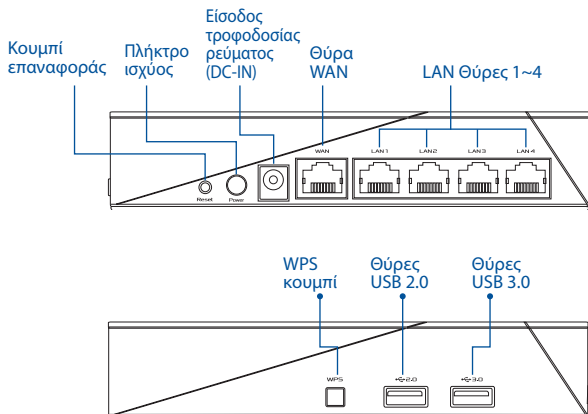 Κουμπί
επαναφοράς
Πλήκτρο
ισχύος
Είσοδος
τροφοδοσίας
ρεύματος
(DC-IN)
Θύρα
WAN
LAN Θύρες 1~4
WAN
LAN 1
LAN 2
LAN 3
LAN 4
Reset
Power
WPS
κουμπί
Θύρες
USB 2.0
Θύρες
USB 3.0
WPS
2.0
3.0